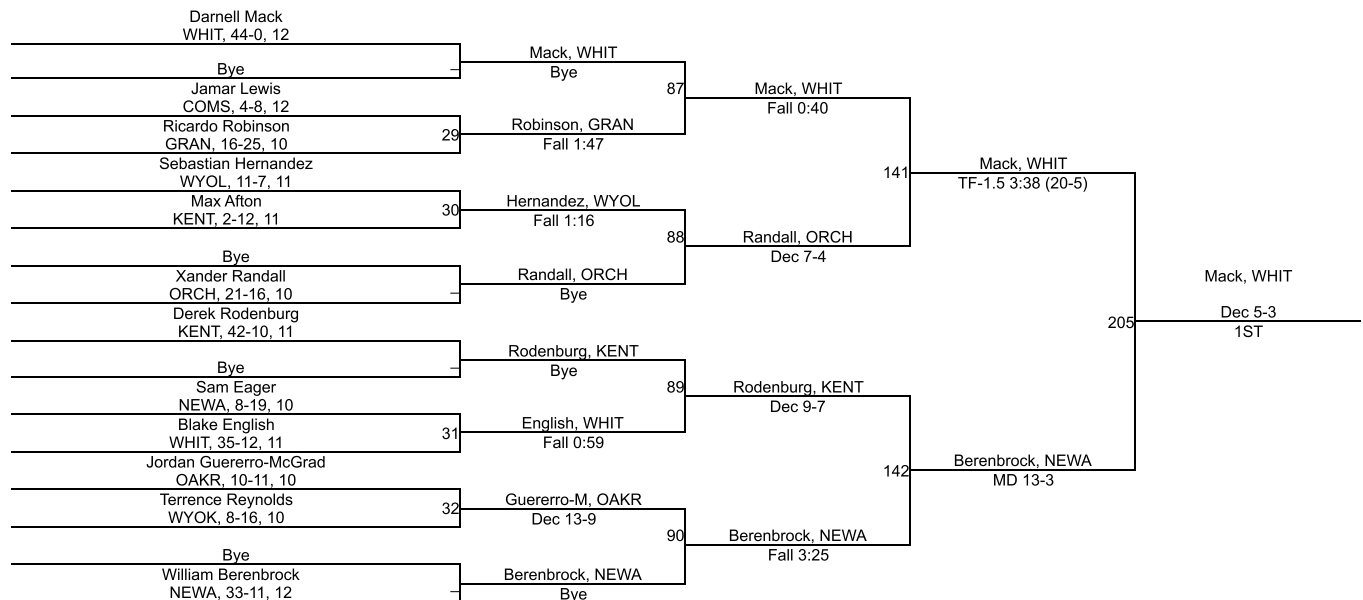 Darnell Mack
WHIT, 44-0, 12
Bye
Jamar Lewis
COMS, 4-8, 12
Ricardo Robinson
GRAN, 16-25, 10
Sebastian Hernandez
WYOL, 11-7, 11
Max Afton
KENT, 2-12, 11
Bye
Xander Randall
ORCH, 21-16, 10
Derek Rodenburg
KENT, 42-10, 11
Bye
Sam Eager
NEWA, 8-19, 10
Blake English
WHIT, 35-12, 11
Jordan Guererro-McGrad
OAKR, 10-11, 10
Terrence Reynolds
WYOK, 8-16, 10
Bye
William Berenbrock
NEWA, 33-11, 12
–
29
30
–
–
31
32
–
Mack, WHIT
Bye
Robinson, GRAN
Fall 1:47
Hernandez, WYOL
Fall 1:16
Randall, ORCH
Bye
Rodenburg, KENT
Bye
English, WHIT
Fall 0:59
Guererro-M, OAKR
Dec 13-9
Berenbrock, NEWA
Bye
87
88
89
90
Mack, WHIT
Fall 0:40
Randall, ORCH
Dec 7-4
Rodenburg, KENT
Dec 9-7
Berenbrock, NEWA
Fall 3:25
141
142
Mack, WHIT
TF-1.5 3:38 (20-5)
Berenbrock, NEWA
MD 13-3
205
Mack, WHIT
Dec 5-3
1ST